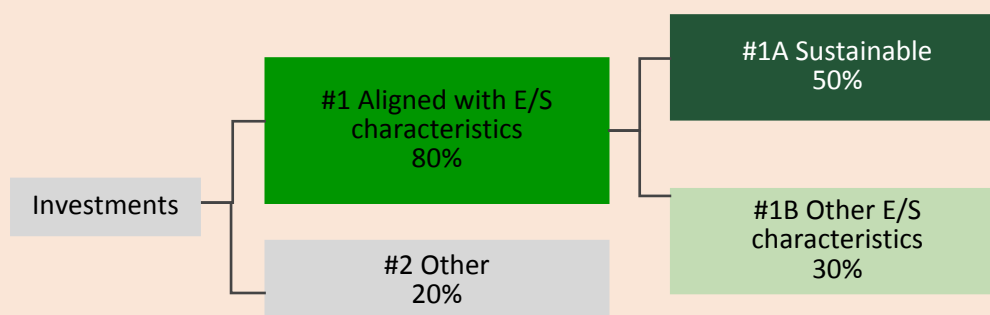 Investments
#1 Aligned with E/S
characteristics
80%
#2 Other
20%
#1A Sustainable
50%
#1B Other E/S
characteristics
30%